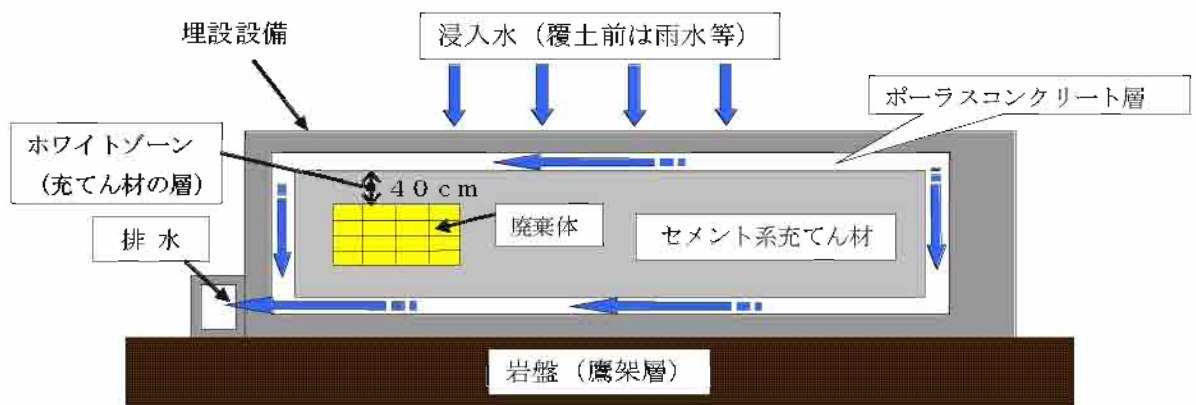 埋設設備
浸入水（覆土前は雨水等）
ポーラスコンクリート層
ホワイトゾーン
（充てん材の層）
４０ｃｍ
廃棄体
セメント系充てん材
排水
岩盤（鷹架層）